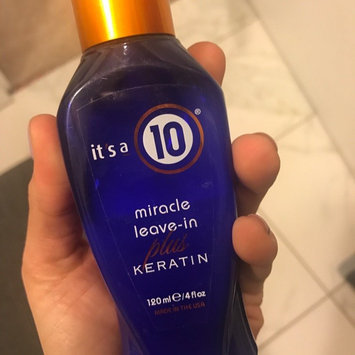 it's a 10®
miracle
leave-in
plus
KERATIN
120 ml e/4 fl oz
MADE IN THE USA